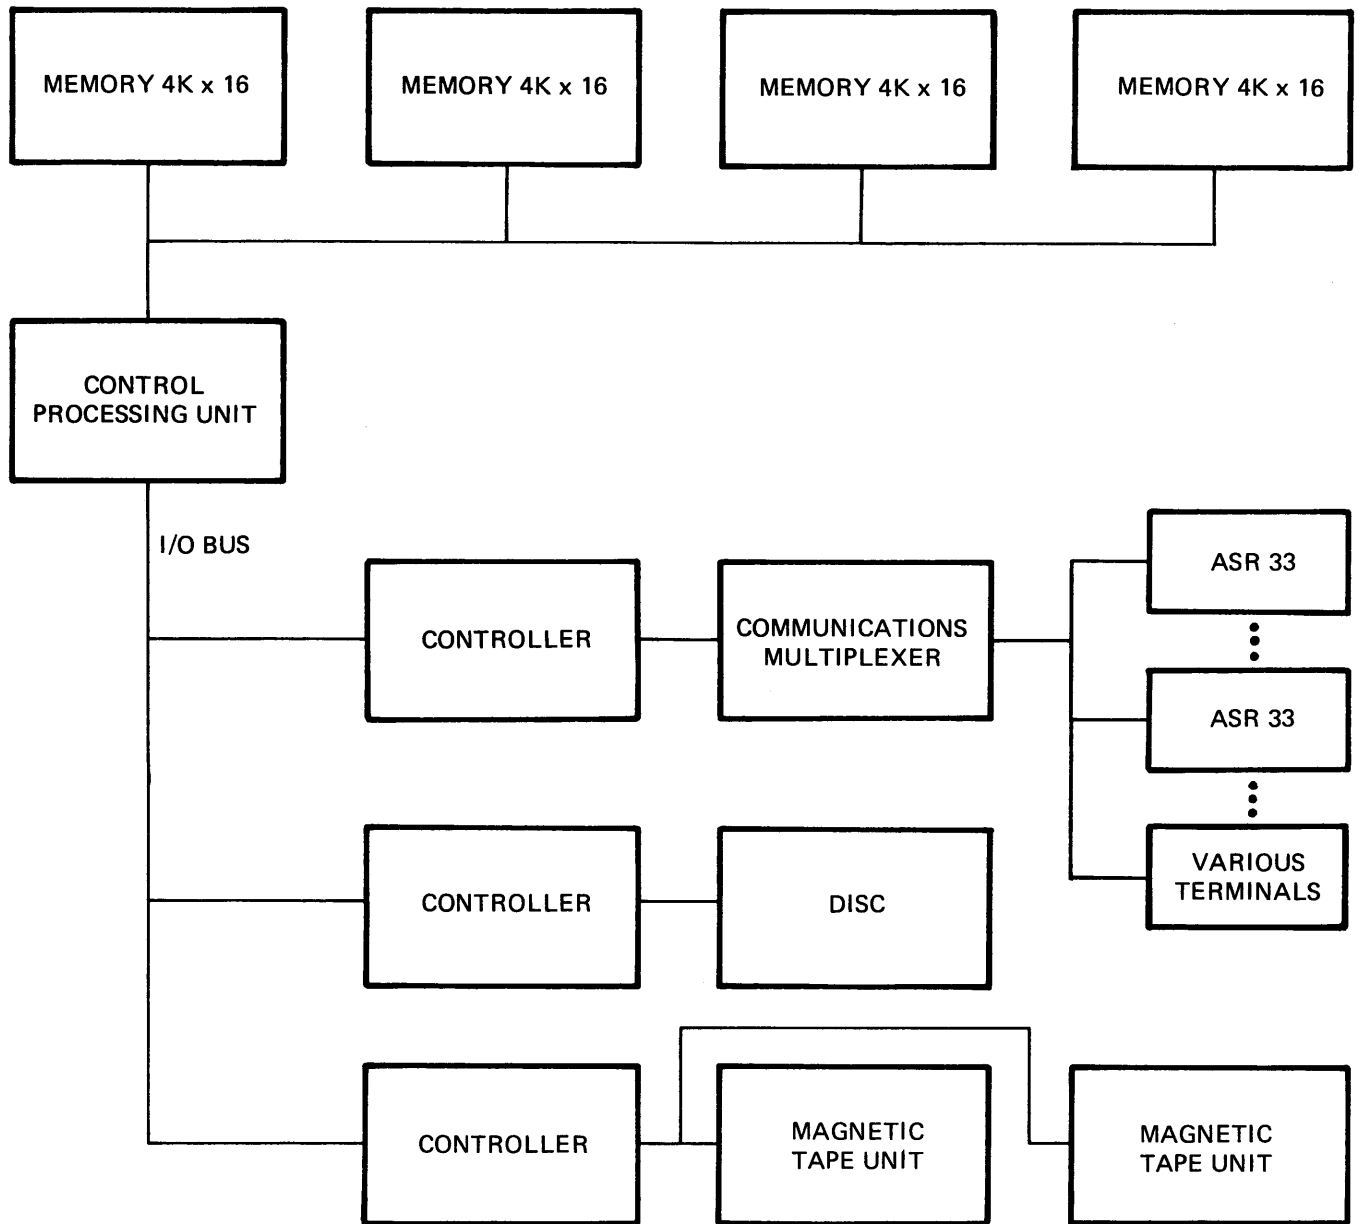 MEMORY 4K x 16
MEMORY 4K x 16
MEMORY 4K x 16
MEMORY 4K x 16
CONTROL
PROCESSING UNIT
I/O BUS
CONTROLLER
COMMUNICATIONS
MULTIPLEXER
ASR 33
ASR 33
VARIOUS
TERMINALS
CONTROLLER
DISC
CONTROLLER
MAGNETIC
TAPE UNIT
MAGNETIC
TAPE UNIT